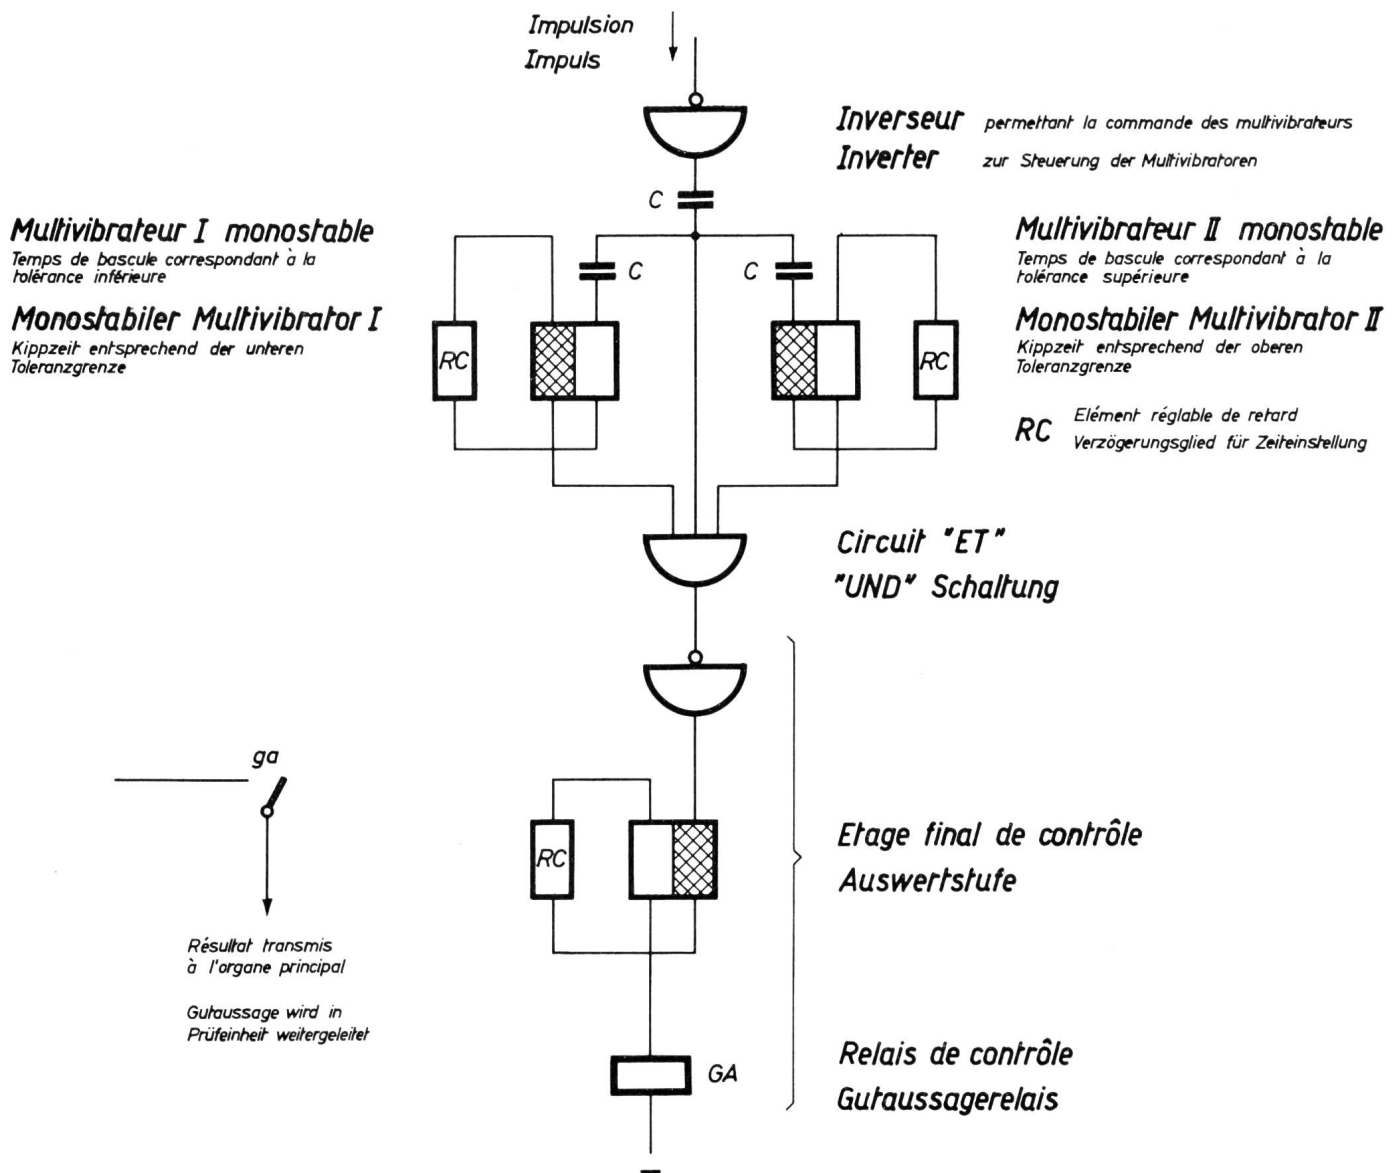 Impulsion
Impuls
Inverseur permettant la commande des multivibrateurs
Inverter zur Steuerung der Multivibratoren
C
Multivibrateur I monostable
Temps de bascule correspondant à la
tolérance inférieure
Monostabiler Multivibrator I
Kippzeit entsprechend der unteren
Toleranzgrenze
C
C
RC
RC
Multivibrateur II monostable
Temps de bascule correspondant à la
tolérance supérieure
Monostabiler Multivibrator II
Kippzeit entsprechend der oberen
Toleranzgrenze
RC Elément réglable de retard
Verzögerungsglied für Zeiteinstellung
Circuit "ET"
"UND" Schaltung
ga
RC
Etage final de contrôle
Auswertstufe
Résultat transmis
à l'organe principal
Gutaussage wird in
Prüfeinheit weitergeleitet
GA
Relais de contrôle
Gutaussagerelais